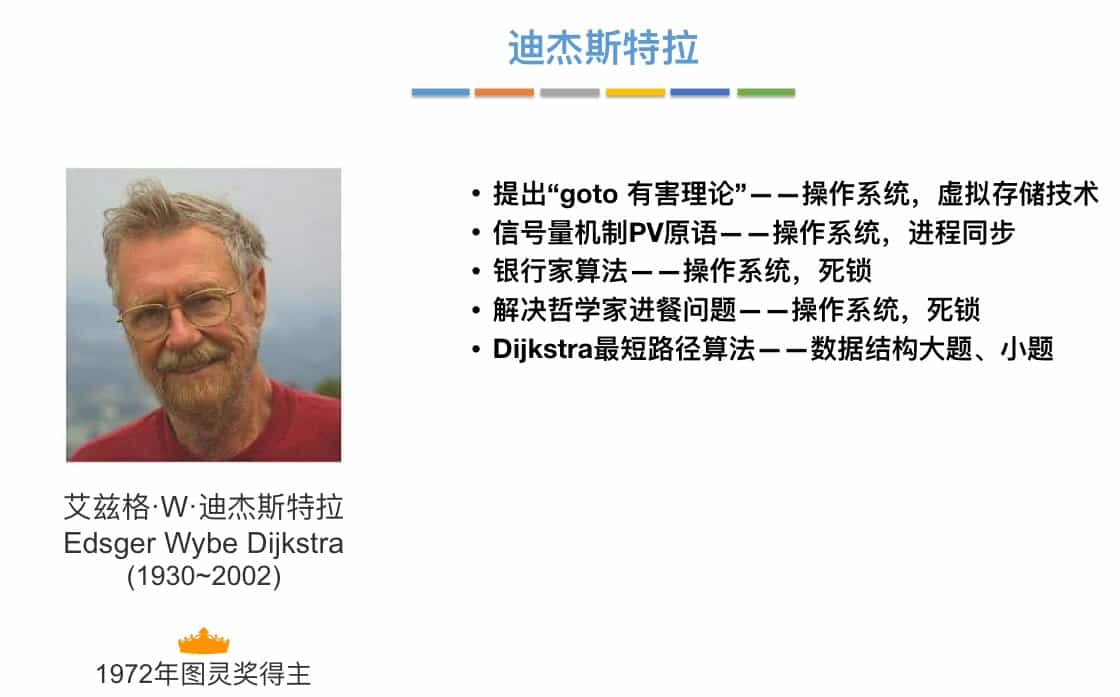 迪杰斯特拉
• 提出“goto 有害理论”——操作系统，虚拟存储技术
• 信号量机制PV原语——操作系统，进程同步
• 银行家算法——操作系统，死锁
• 解决哲学家进餐问题——操作系统，死锁
• Dijkstra最短路径算法——数据结构大题、小题
艾兹格·W·迪杰斯特拉
Edsger Wybe Dijkstra
(1930~2002)
1972年图灵奖得主